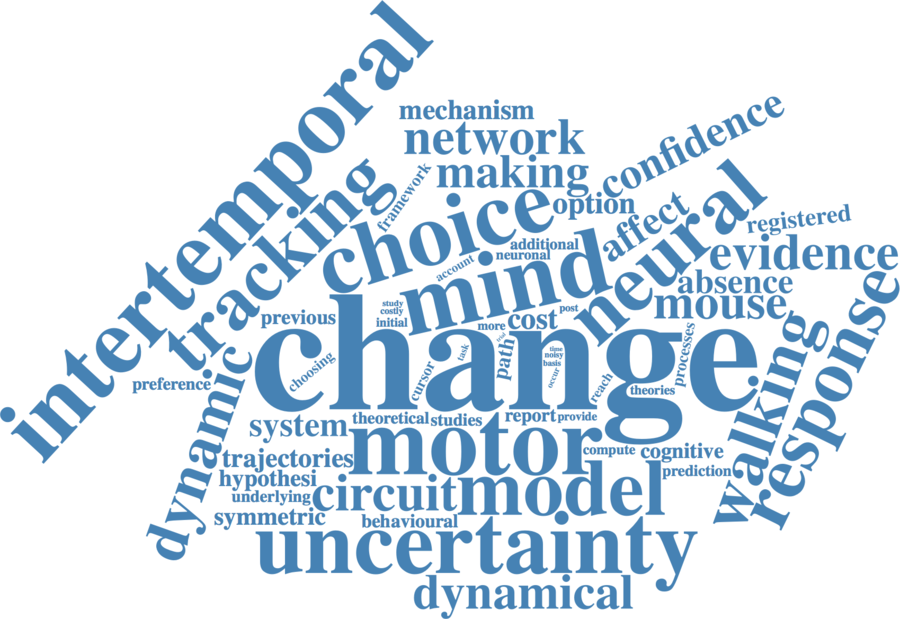 intertemporal
mechanism
network
confidence
making
framework
tracking
choice
option
affect
neural
registered
additional
neuronal
account
mind
evidence
absence
mouse
response
study
costly
initial
previous
more
cost
post
change
choosing
preference
dynamic
cursor
task
path
time
noisy
basis
occur
reach
theories
processes
walking
system
theoretical
studies
report
provide
motor
compute
cognitive
prediction
trajectories
hypothesi
underlying
circuit
model
symmetric
behavioural
uncertainty
dynamical